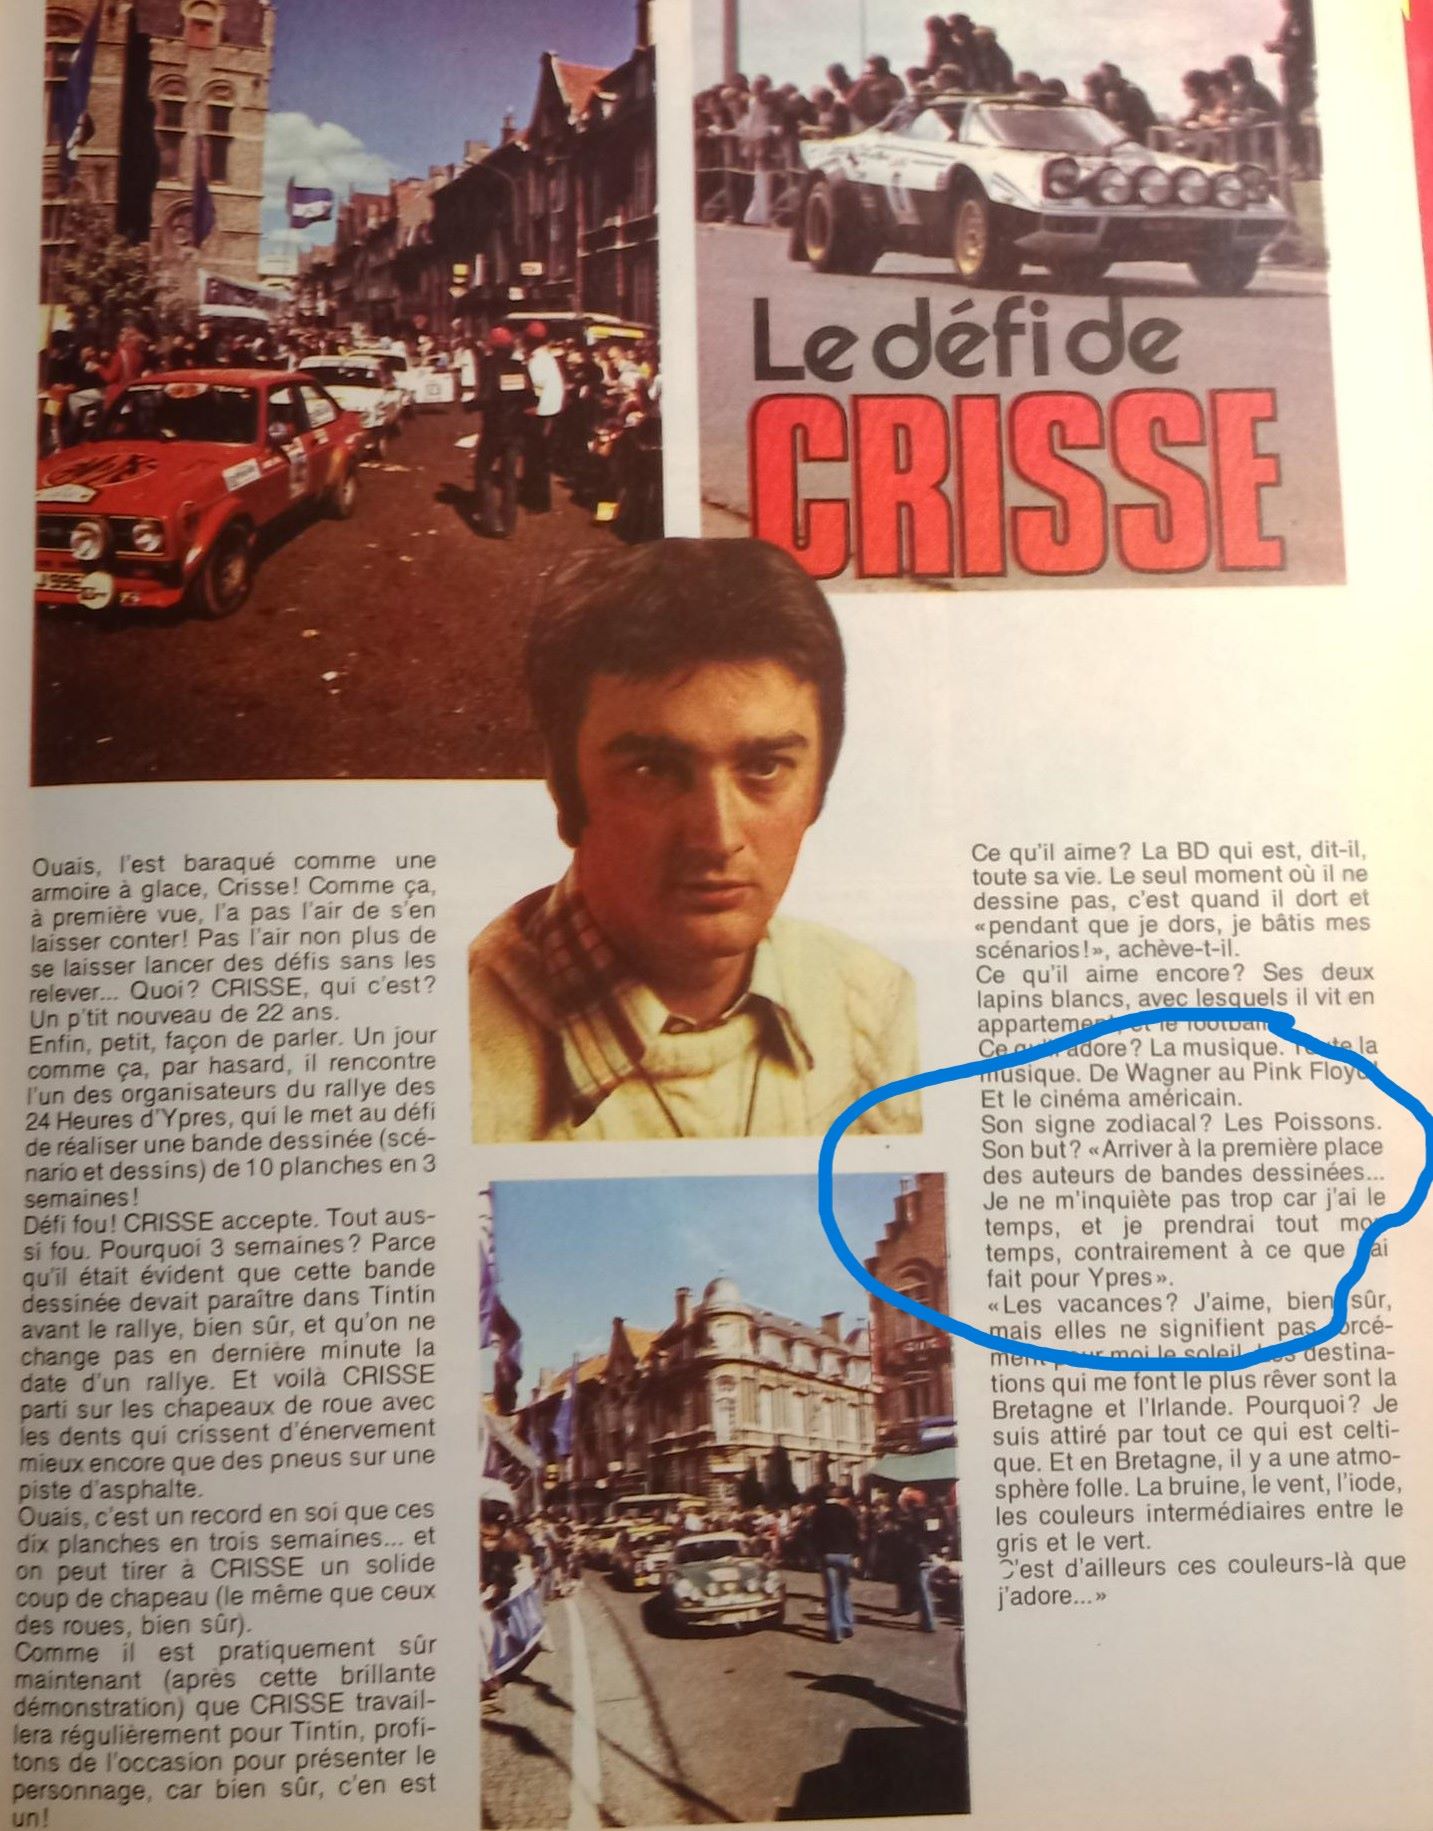 Le défi de
CRISSE
J 996
Ouais, l'est baraqué comme une
armoire à glace, Crisse! Comme ça,
à première vue, l'a pas l'air de s'en
laisser conter! Pas l'air non plus de
se laisser lancer des défis sans les
relever... Quoi? CRISSE, qui c'est?
Un p'tit nouveau de 22 ans.
Enfin, petit, façon de parler. Un jour
comme ça, par hasard, il rencontre
l'un des organisateurs du rallye des
24 Heures d'Ypres, qui le met au défi
de réaliser une bande dessinée (scé-
nario et dessins) de 10 planches en 3
semaines!
Défi fou! CRISSE accepte. Tout aus-
si fou. Pourquoi 3 semaines? Parce
qu'il était évident que cette bande
dessinée devait paraître dans Tintin
avant le rallye, bien sûr, et qu'on ne
change pas en dernière minute la
date d'un rallye. Et voilà CRISSE
parti sur les chapeaux de roue avec
les dents qui crissent d'énervement
mieux encore que des pneus sur une
piste d'asphalte.
Ouais, c'est un record en soi que ces
dix planches en trois semaines... et
on peut tirer à CRISSE un solide
coup de chapeau (le même que ceux
des roues, bien sûr).
Comme il est pratiquement sûr
maintenant (après cette brillante
démonstration) que CRISSE travail-
lera régulièrement pour Tintin, profi-
tons de l'occasion pour présenter le
personnage, car bien sûr, c'en est
un!
Ce qu'il aime? La BD qui est, dit-il,
toute sa vie. Le seul moment où il ne
dessine pas, c'est quand il dort et
«pendant que je dors, je bâtis mes
scénarios!», achève-t-il.
Ce qu'il aime encore? Ses deux
lapins blancs, avec lesquels il vit en
appartement, et le football.
Ce qu'il adore? La musique. Toute la
musique. De Wagner au Pink Floyd!
Et le cinéma américain.
Son signe zodiacal? Les Poissons.
Son but? «Arriver à la première place
des auteurs de bandes dessinées...
Je ne m'inquiète pas trop car j'ai le
temps, et je prendrai tout mon
temps, contrairement à ce que j'ai
fait pour Ypres».
«Les vacances? J'aime, bien sûr,
mais elles ne signifient pas forcé-
ment pour moi le soleil. Les destina-
tions qui me font le plus rêver sont la
Bretagne et l'Irlande. Pourquoi? Je
suis attiré par tout ce qui est celti-
que. Et en Bretagne, il y a une atmo-
sphère folle. La bruine, le vent, l'iode,
les couleurs intermédiaires entre le
gris et le vert.
C'est d'ailleurs ces couleurs-là que
j'adore...»